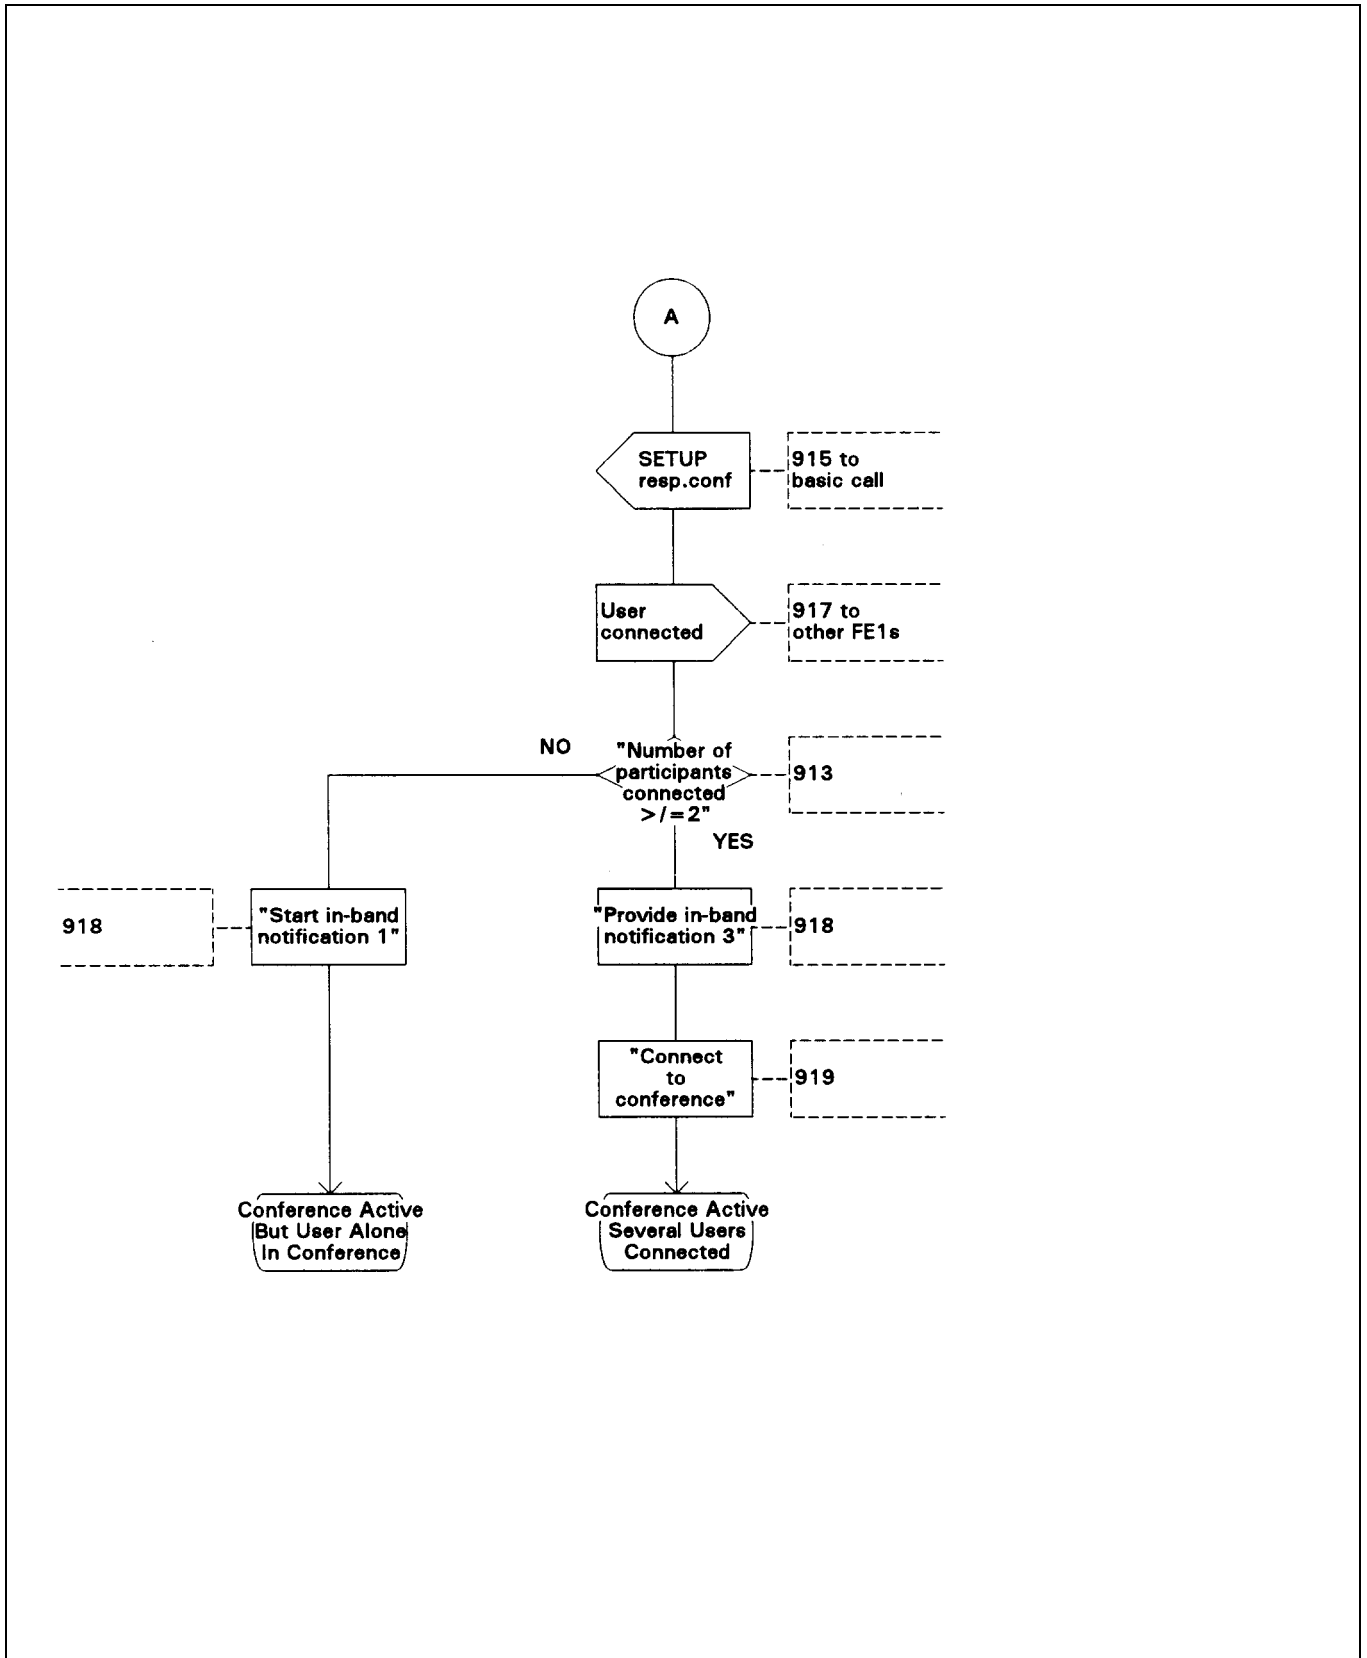 A
SETUP
resp.conf
915 to
basic call
User
connected
917 to
other FE1s
NO
"Number of
participants
connected
>/=2"
913
YES
918
"Start in-band
notification 1"
"Provide in-band
notification 3"
918
"Connect
to
conference"
919
Conference Active
But User Alone
In Conference
Conference Active
Several Users
Connected